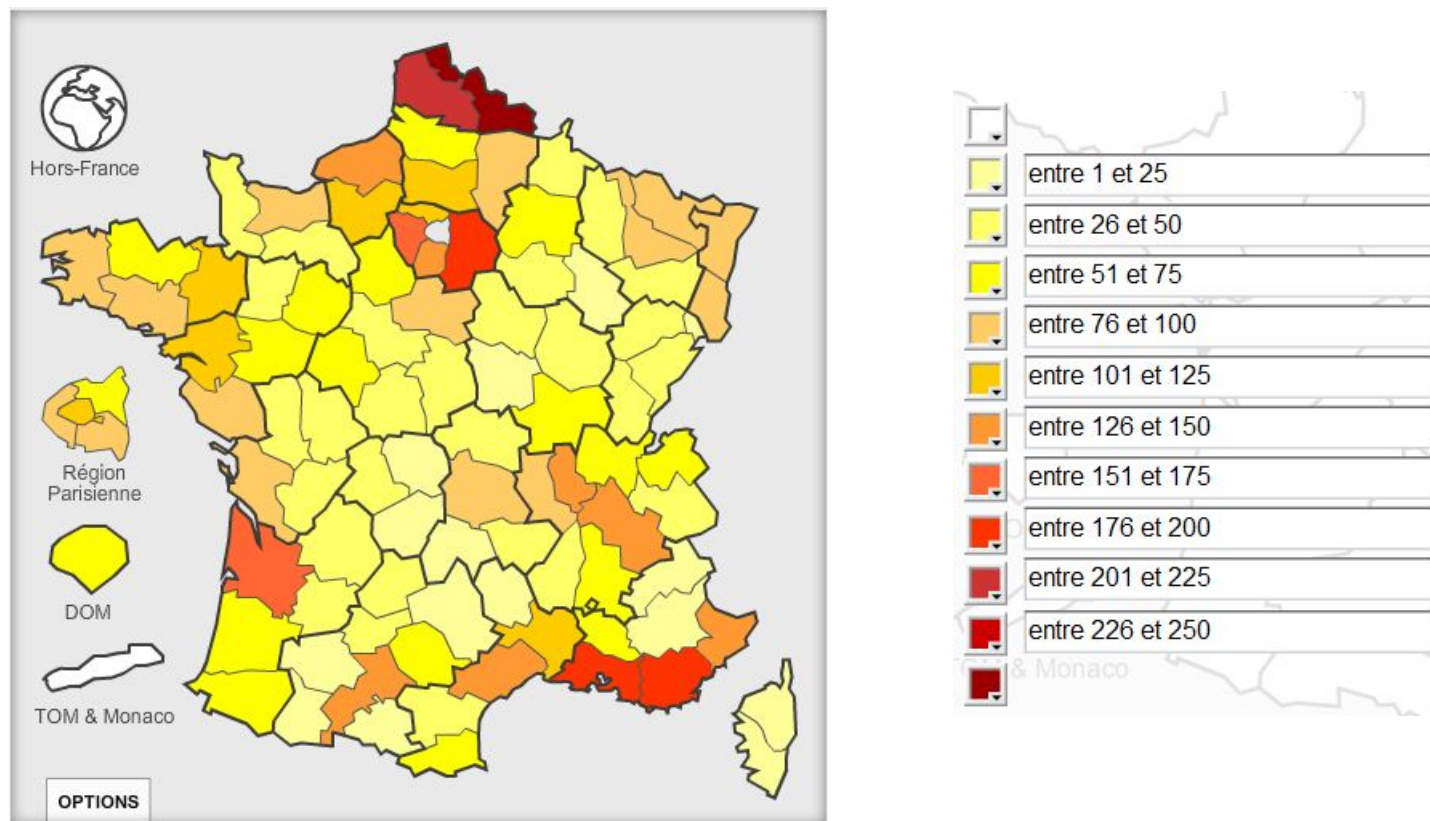 Hors-France
Région
Parisienne
DOM
TOM & Monaco
OPTIONS
entre 1 et 25
entre 26 et 50
entre 51 et 75
entre 76 et 100
entre 101 et 125
entre 126 et 150
entre 151 et 175
entre 176 et 200
entre 201 et 225
entre 226 et 250
TOM & Monaco